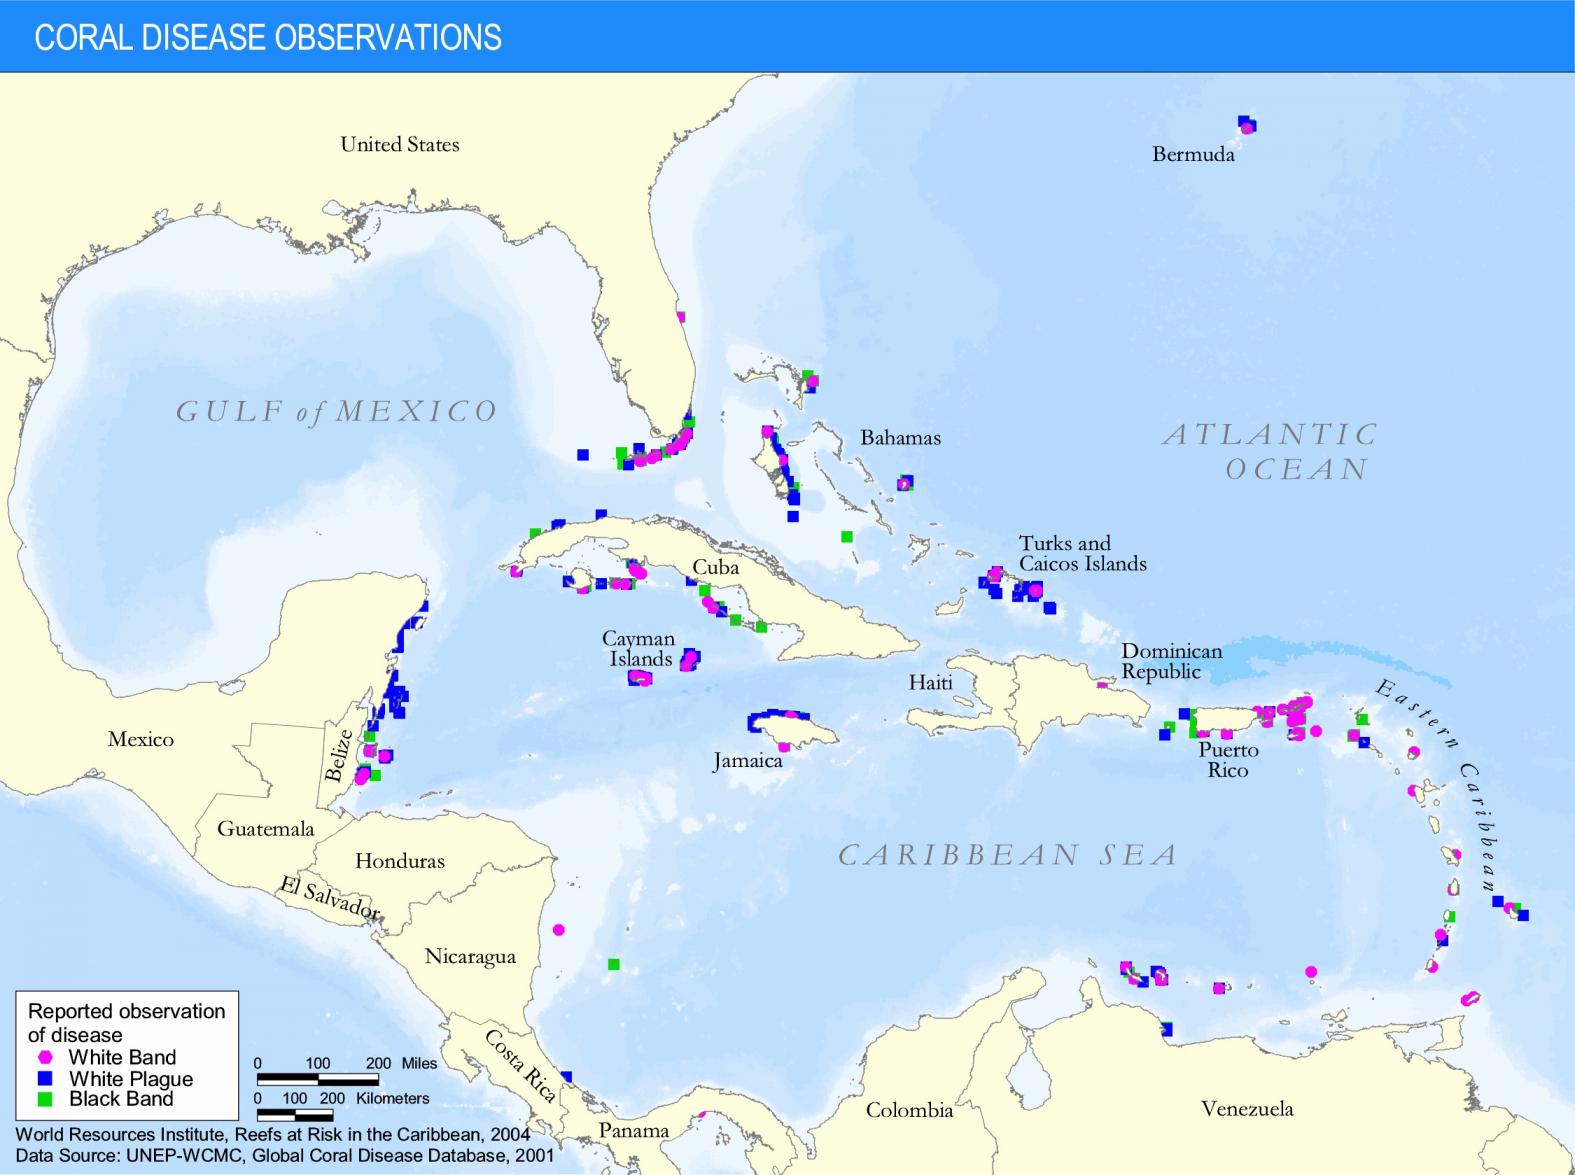 CORAL DISEASE OBSERVATIONS
United States
Bermuda
GULF of MEXICO
ATLANTIC
OCEAN
Bahamas
Turks and
Caicos Islands
Cuba
Cayman
Islands
Dominican
Republic
Haiti
Eastern Caribbean
Mexico
Belize
Jamaica
Puerto
Rico
Guatemala
Honduras
CARIBBEAN SEA
El Salvador
Nicaragua
Costa Rica
Panama
Colombia
Venezuela
Reported observation
of disease
White Band
White Plague
Black Band
0 100 200 Miles
0 100 200 Kilometers
World Resources Institute, Reefs at Risk in the Caribbean, 2004
Data Source: UNEP-WCMC, Global Coral Disease Database, 2001